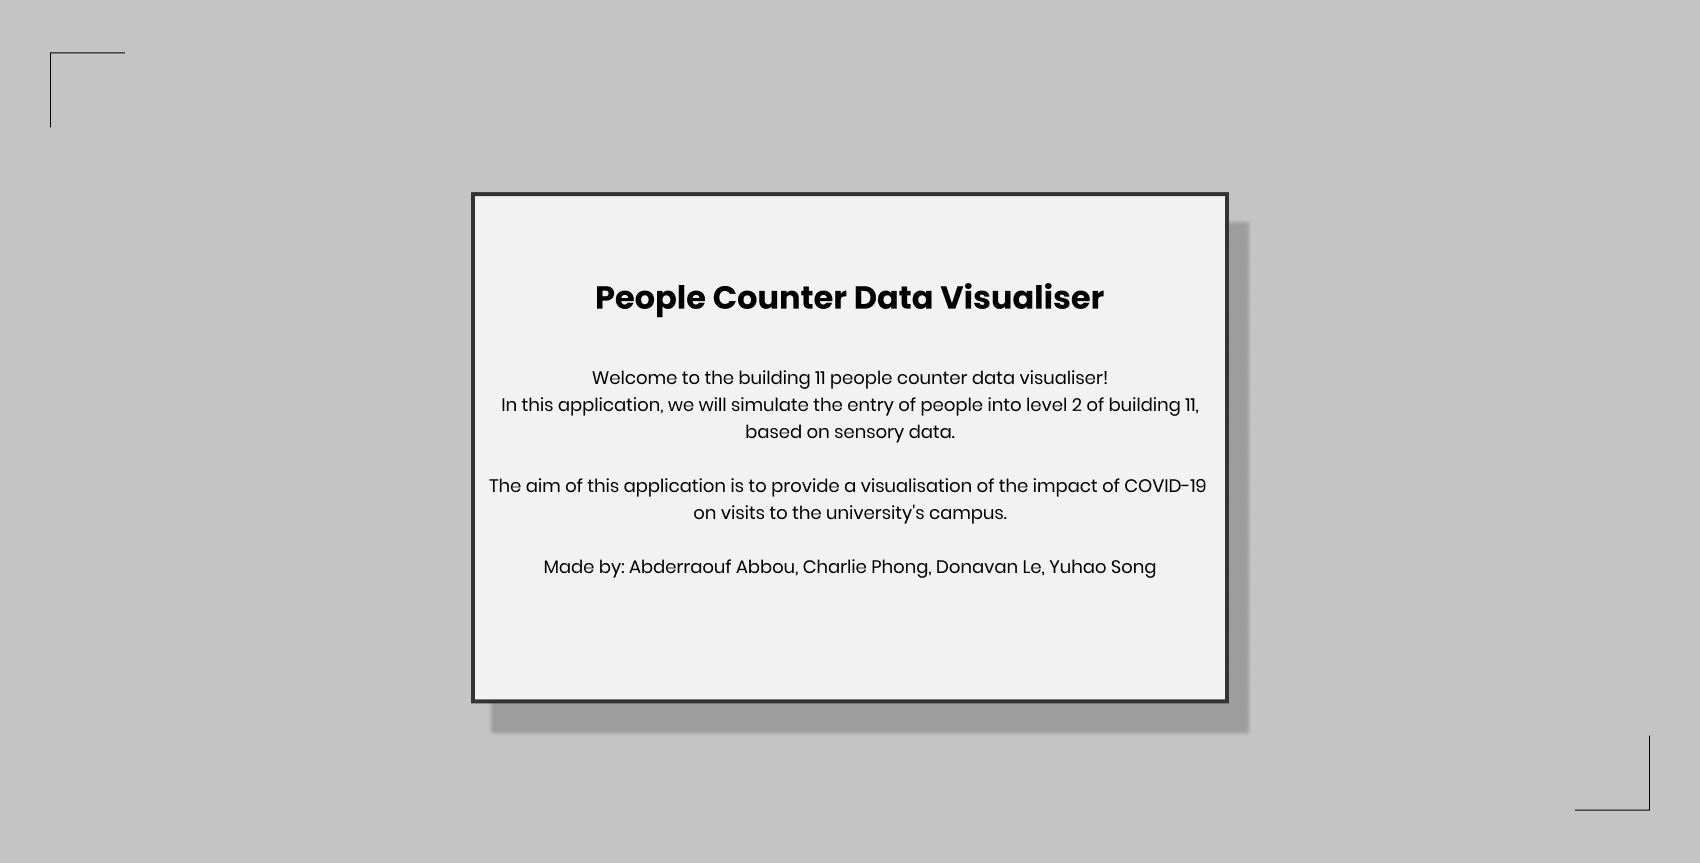 People Counter Data Visualiser
Welcome to the building 11 people counter data visualiser!
In this application, we will simulate the entry of people into level 2 of building 11,
based on sensory data.
The aim of this application is to provide a visualisation of the impact of COVID-19
on visits to the university's campus.
Made by: Abderraouf Abbou, Charlie Phong, Donavan Le, Yuhao Song